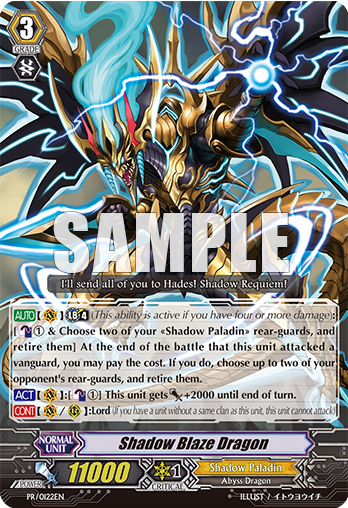 3
GRADE
SAMPLE
I'll send all of you to Hades! Shadow Requiem!
AUTO [ ] LB 4 (This ability is active if you have four or more damage):
[ ① & Choose two of your «Shadow Paladin» rear-guards, and
retire them] At the end of the battle that this unit attacked a
vanguard, you may pay the cost. If you do, choose up to two of your
opponent's rear-guards, and retire them.
ACT [ ]:[ ①] This unit gets +2000 until end of turn.
CONT [ / ]:Lord (If you have a unit without a same clan as this unit, this unit cannot attack)
NORMAL
UNIT
Shadow Blaze Dragon
POWER
11000
1
CRITICAL
Shadow Paladin
Abyss Dragon
PR/0122EN
ILLUST / イトウヨウイチ